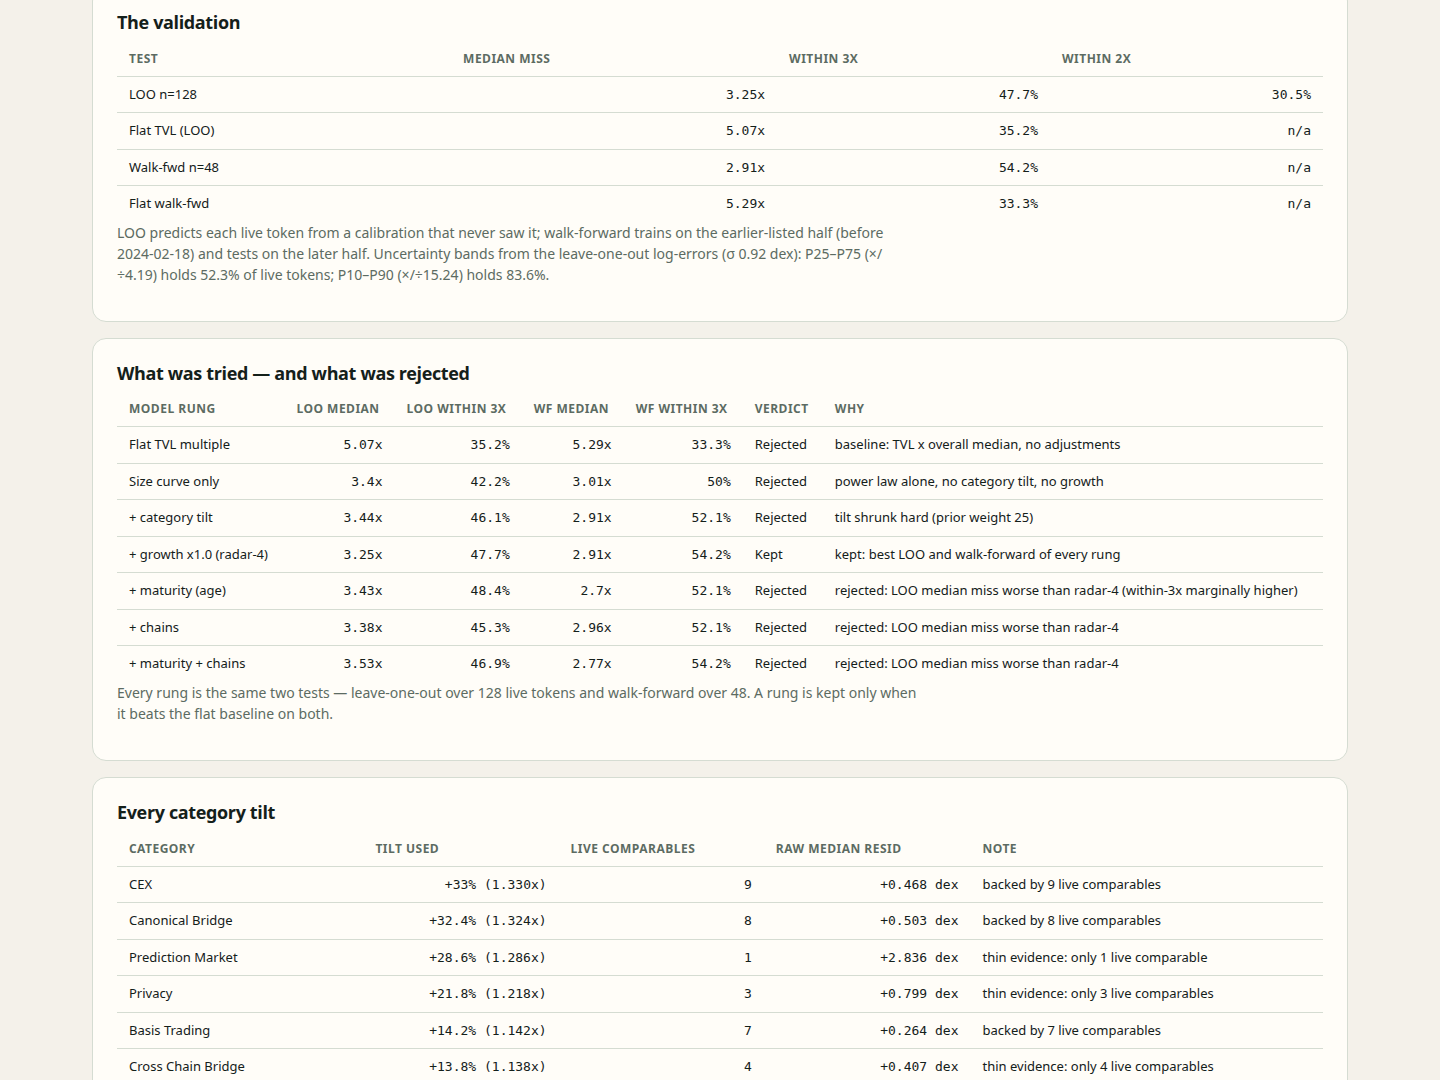 The validation
TEST MEDIAN MISS WITHIN 3X WITHIN 2X
LOO n=128 3.25x 47.7% 30.5%
Flat TVL (LOO) 5.07x 35.2% n/a
Walk-fwd n=48 2.91x 54.2% n/a
Flat walk-fwd 5.29x 33.3% n/a
LOO predicts each live token from a calibration that never saw it; walk-forward trains on the earlier-listed half (before
2024-02-18) and tests on the later half. Uncertainty bands from the leave-one-out log-errors (σ 0.92 dex): P25–P75 (×/
÷4.19) holds 52.3% of live tokens; P10–P90 (×/÷15.24) holds 83.6%.
What was tried — and what was rejected
MODEL RUNG LOO MEDIAN LOO WITHIN 3X WF MEDIAN WF WITHIN 3X VERDICT WHY
Flat TVL multiple 5.07x 35.2% 5.29x 33.3% Rejected baseline: TVL x overall median, no adjustments
Size curve only 3.4x 42.2% 3.01x 50% Rejected power law alone, no category tilt, no growth
+ category tilt 3.44x 46.1% 2.91x 52.1% Rejected tilt shrunk hard (prior weight 25)
+ growth x1.0 (radar-4) 3.25x 47.7% 2.91x 54.2% Kept kept: best LOO and walk-forward of every rung
+ maturity (age) 3.43x 48.4% 2.7x 52.1% Rejected rejected: LOO median miss worse than radar-4 (within-3x marginally higher)
+ chains 3.38x 45.3% 2.96x 52.1% Rejected rejected: LOO median miss worse than radar-4
+ maturity + chains 3.53x 46.9% 2.77x 54.2% Rejected rejected: LOO median miss worse than radar-4
Every rung is the same two tests — leave-one-out over 128 live tokens and walk-forward over 48. A rung is kept only when
it beats the flat baseline on both.
Every category tilt
CATEGORY TILT USED LIVE COMPARABLES RAW MEDIAN RESID NOTE
CEX +33% (1.330x) 9 +0.468 dex backed by 9 live comparables
Canonical Bridge +32.4% (1.324x) 8 +0.503 dex backed by 8 live comparables
Prediction Market +28.6% (1.286x) 1 +2.836 dex thin evidence: only 1 live comparable
Privacy +21.8% (1.218x) 3 +0.799 dex thin evidence: only 3 live comparables
Basis Trading +14.2% (1.142x) 7 +0.264 dex backed by 7 live comparables
Cross Chain Bridge +13.8% (1.138x) 4 +0.407 dex thin evidence: only 4 live comparables